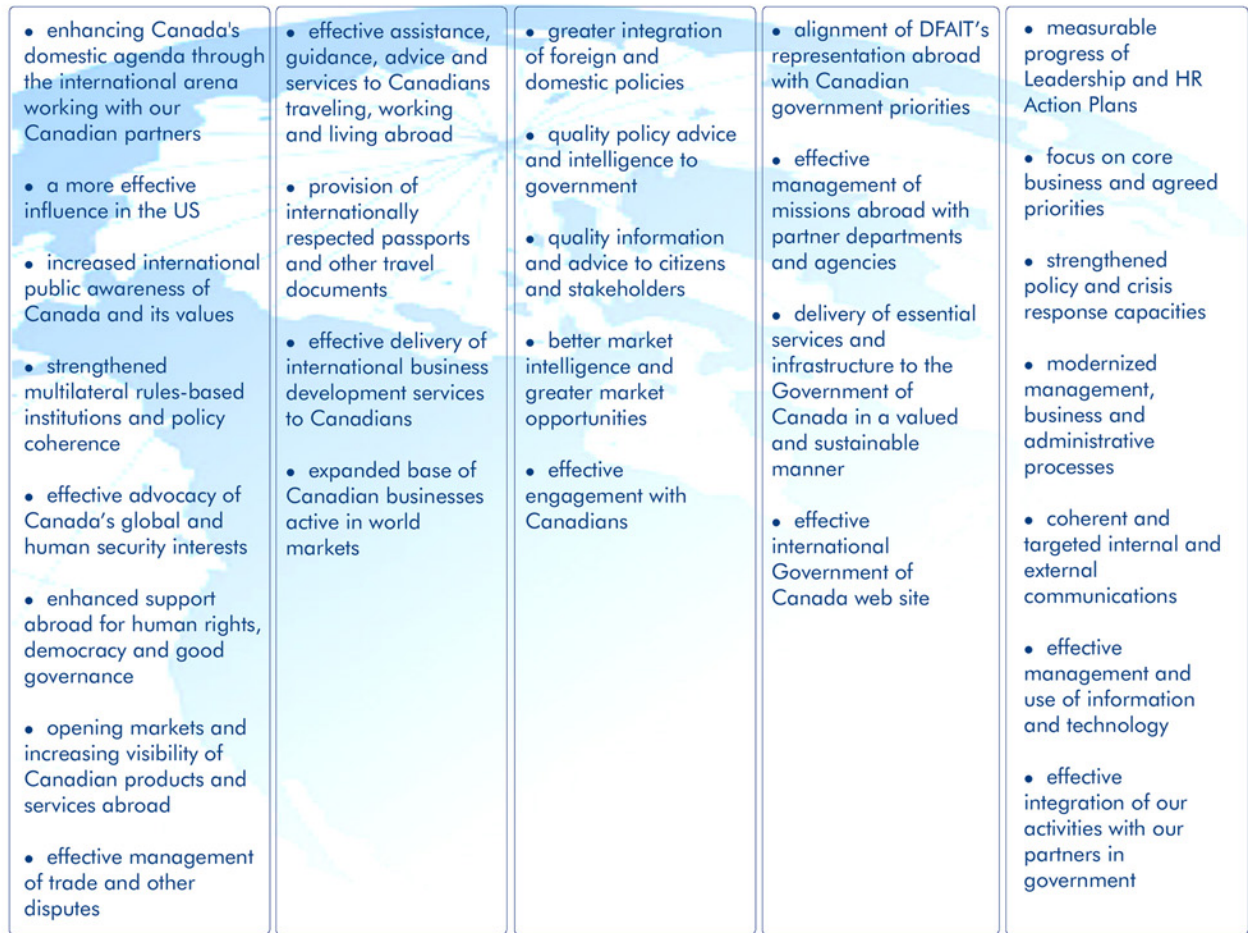 • enhancing Canada's
domestic agenda through
the international arena
working with our
Canadian partners
• a more effective
influence in the US
• increased international
public awareness of
Canada and its values
• strengthened
multilateral rules-based
institutions and policy
coherence
• effective advocacy of
Canada's global and
human security interests
• enhanced support
abroad for human rights,
democracy and good
governance
• opening markets and
increasing visibility of
Canadian products and
services abroad
• effective management
of trade and other
disputes
• effective assistance,
guidance, advice and
services to Canadians
traveling, working
and living abroad
• provision of
internationally
respected passports
and other travel
documents
• effective delivery of
international business
development services
to Canadians
• expanded base of
Canadian businesses
active in world
markets
• greater integration
of foreign and
domestic policies
• quality policy advice
and intelligence to
government
• quality information
and advice to citizens
and stakeholders
• better market
intelligence and
greater market
opportunities
• effective
engagement with
Canadians
• alignment of DFAIT's
representation abroad
with Canadian
government priorities
• effective
management of
missions abroad with
partner departments
and agencies
• delivery of essential
services and
infrastructure to the
Government of
Canada in a valued
and sustainable
manner
• effective
international
Government of
Canada web site
• measurable
progress of
Leadership and HR
Action Plans
• focus on core
business and agreed
priorities
• strengthened
policy and crisis
response capacities
• modernized
management,
business and
administrative
processes
• coherent and
targeted internal and
external
communications
• effective
management and
use of information
and technology
• effective
integration of our
activities with our
partners in
government